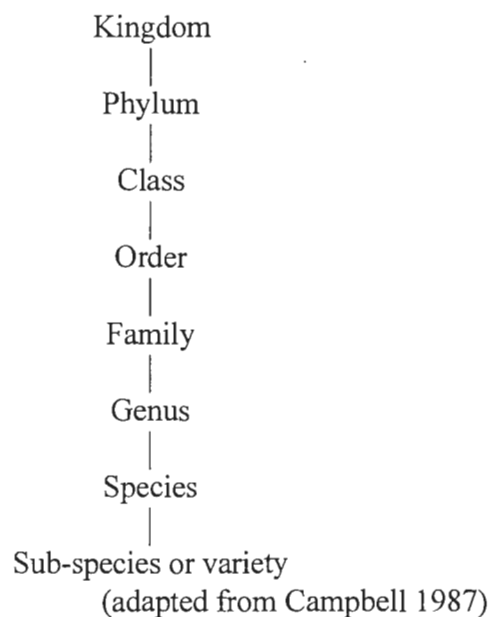 Kingdom
Phylum
Class
Order
Family
Genus
Species
Sub-species or variety
(adapted from Campbell 1987)